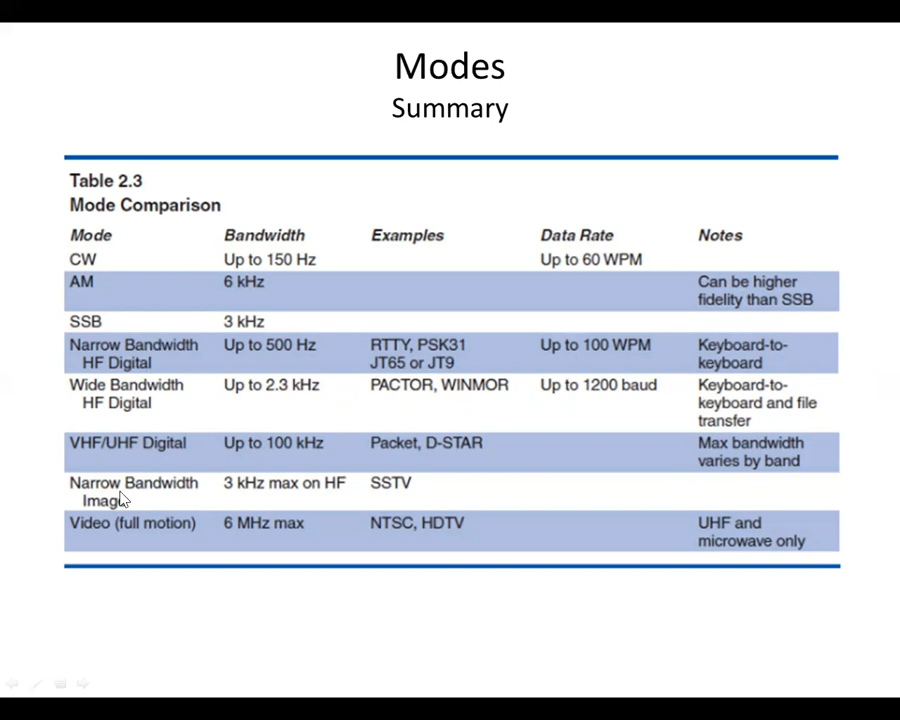 Modes
Summary
Table 2.3
Mode Comparison
Mode Bandwidth Examples Data Rate Notes
CW Up to 150 Hz Up to 60 WPM
AM 6 kHz Can be higher
fidelity than SSB
SSB 3 kHz
Narrow Bandwidth Up to 500 Hz RTTY, PSK31 Up to 100 WPM Keyboard-to-
HF Digital JT65 or JT9 keyboard
Wide Bandwidth Up to 2.3 kHz PACTOR, WINMOR Up to 1200 baud Keyboard-to-
HF Digital keyboard and file
transfer
VHF/UHF Digital Up to 100 kHz Packet, D-STAR Max bandwidth
varies by band
Narrow Bandwidth 3 kHz max on HF SSTV
Image
Video (full motion) 6 MHz max NTSC, HDTV UHF and
microwave only